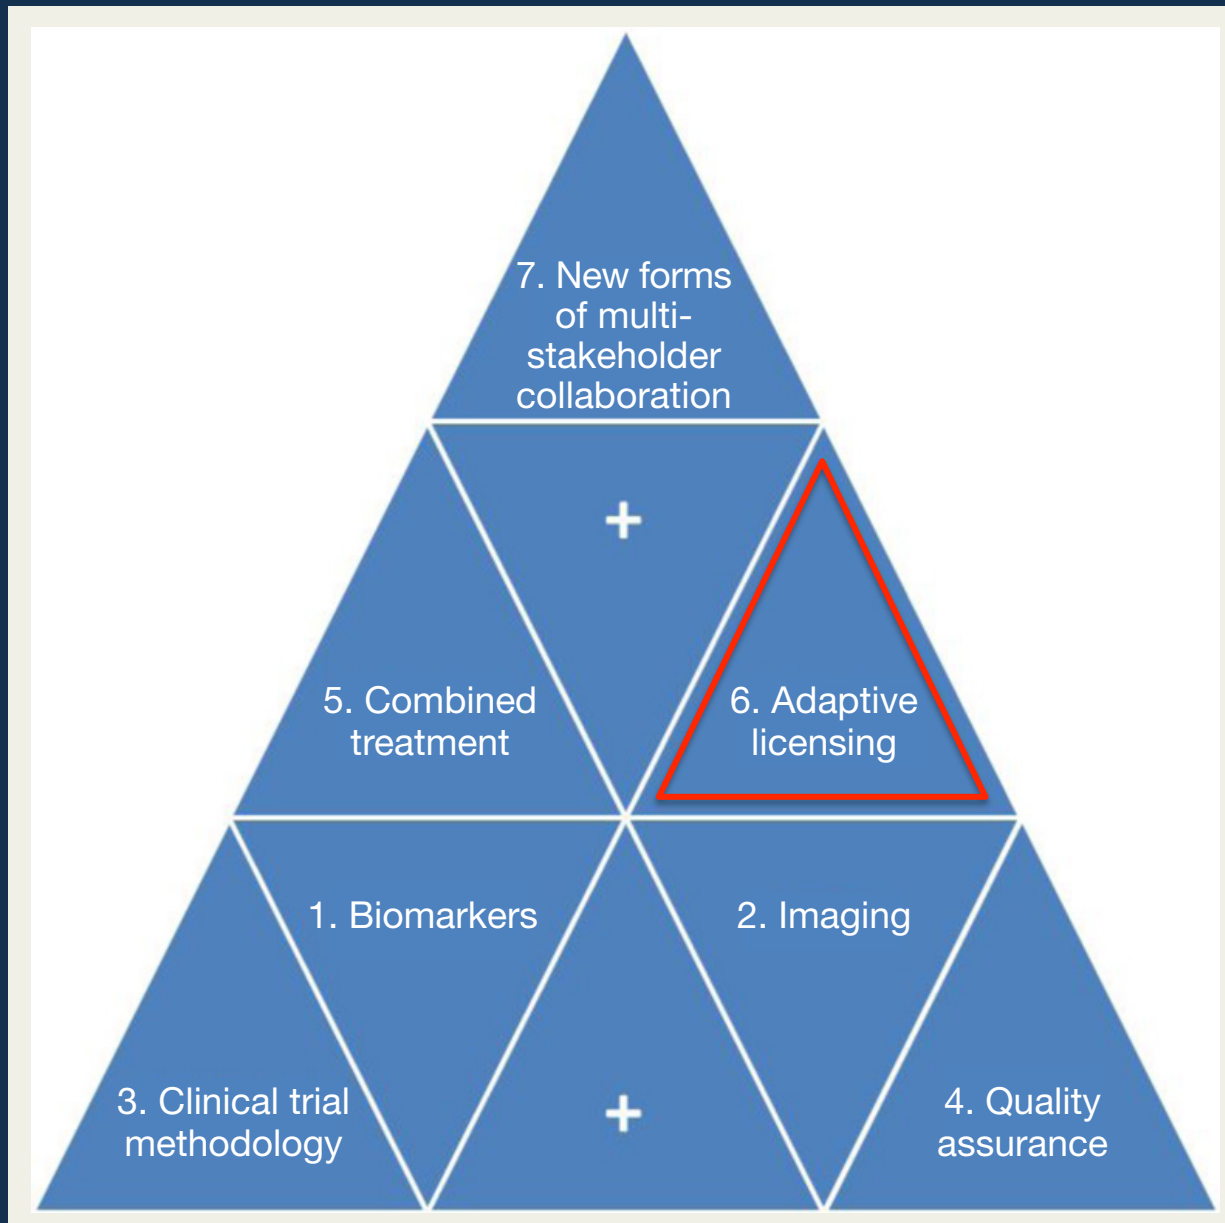 7. New forms
of multi-
stakeholder
collaboration
+
5. Combined
treatment
6. Adaptive
licensing
1. Biomarkers
2. Imaging
3. Clinical trial
methodology
+
4. Quality
assurance